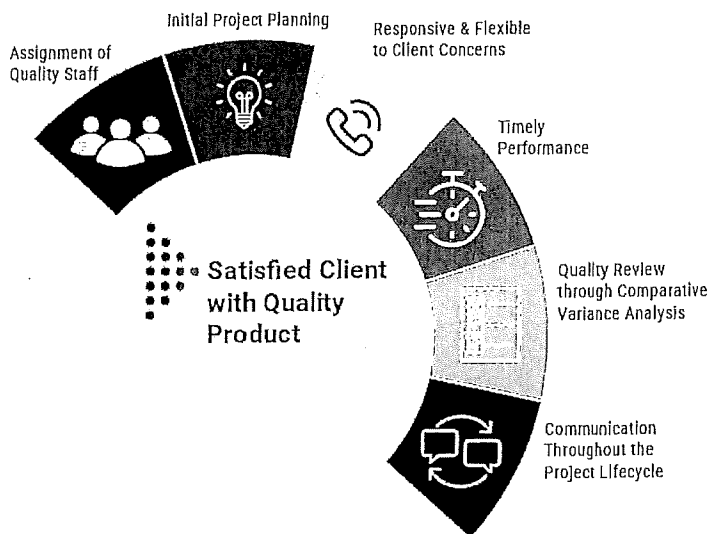 Initial Project Planning
Assignment of
Quality Staff
Responsive & Flexible
to Client Concerns
Timely
Performance
Satisfied Client
with Quality
Product
Quality Review
through Comparative
Variance Analysis
Communication
Throughout the
Project Lifecycle